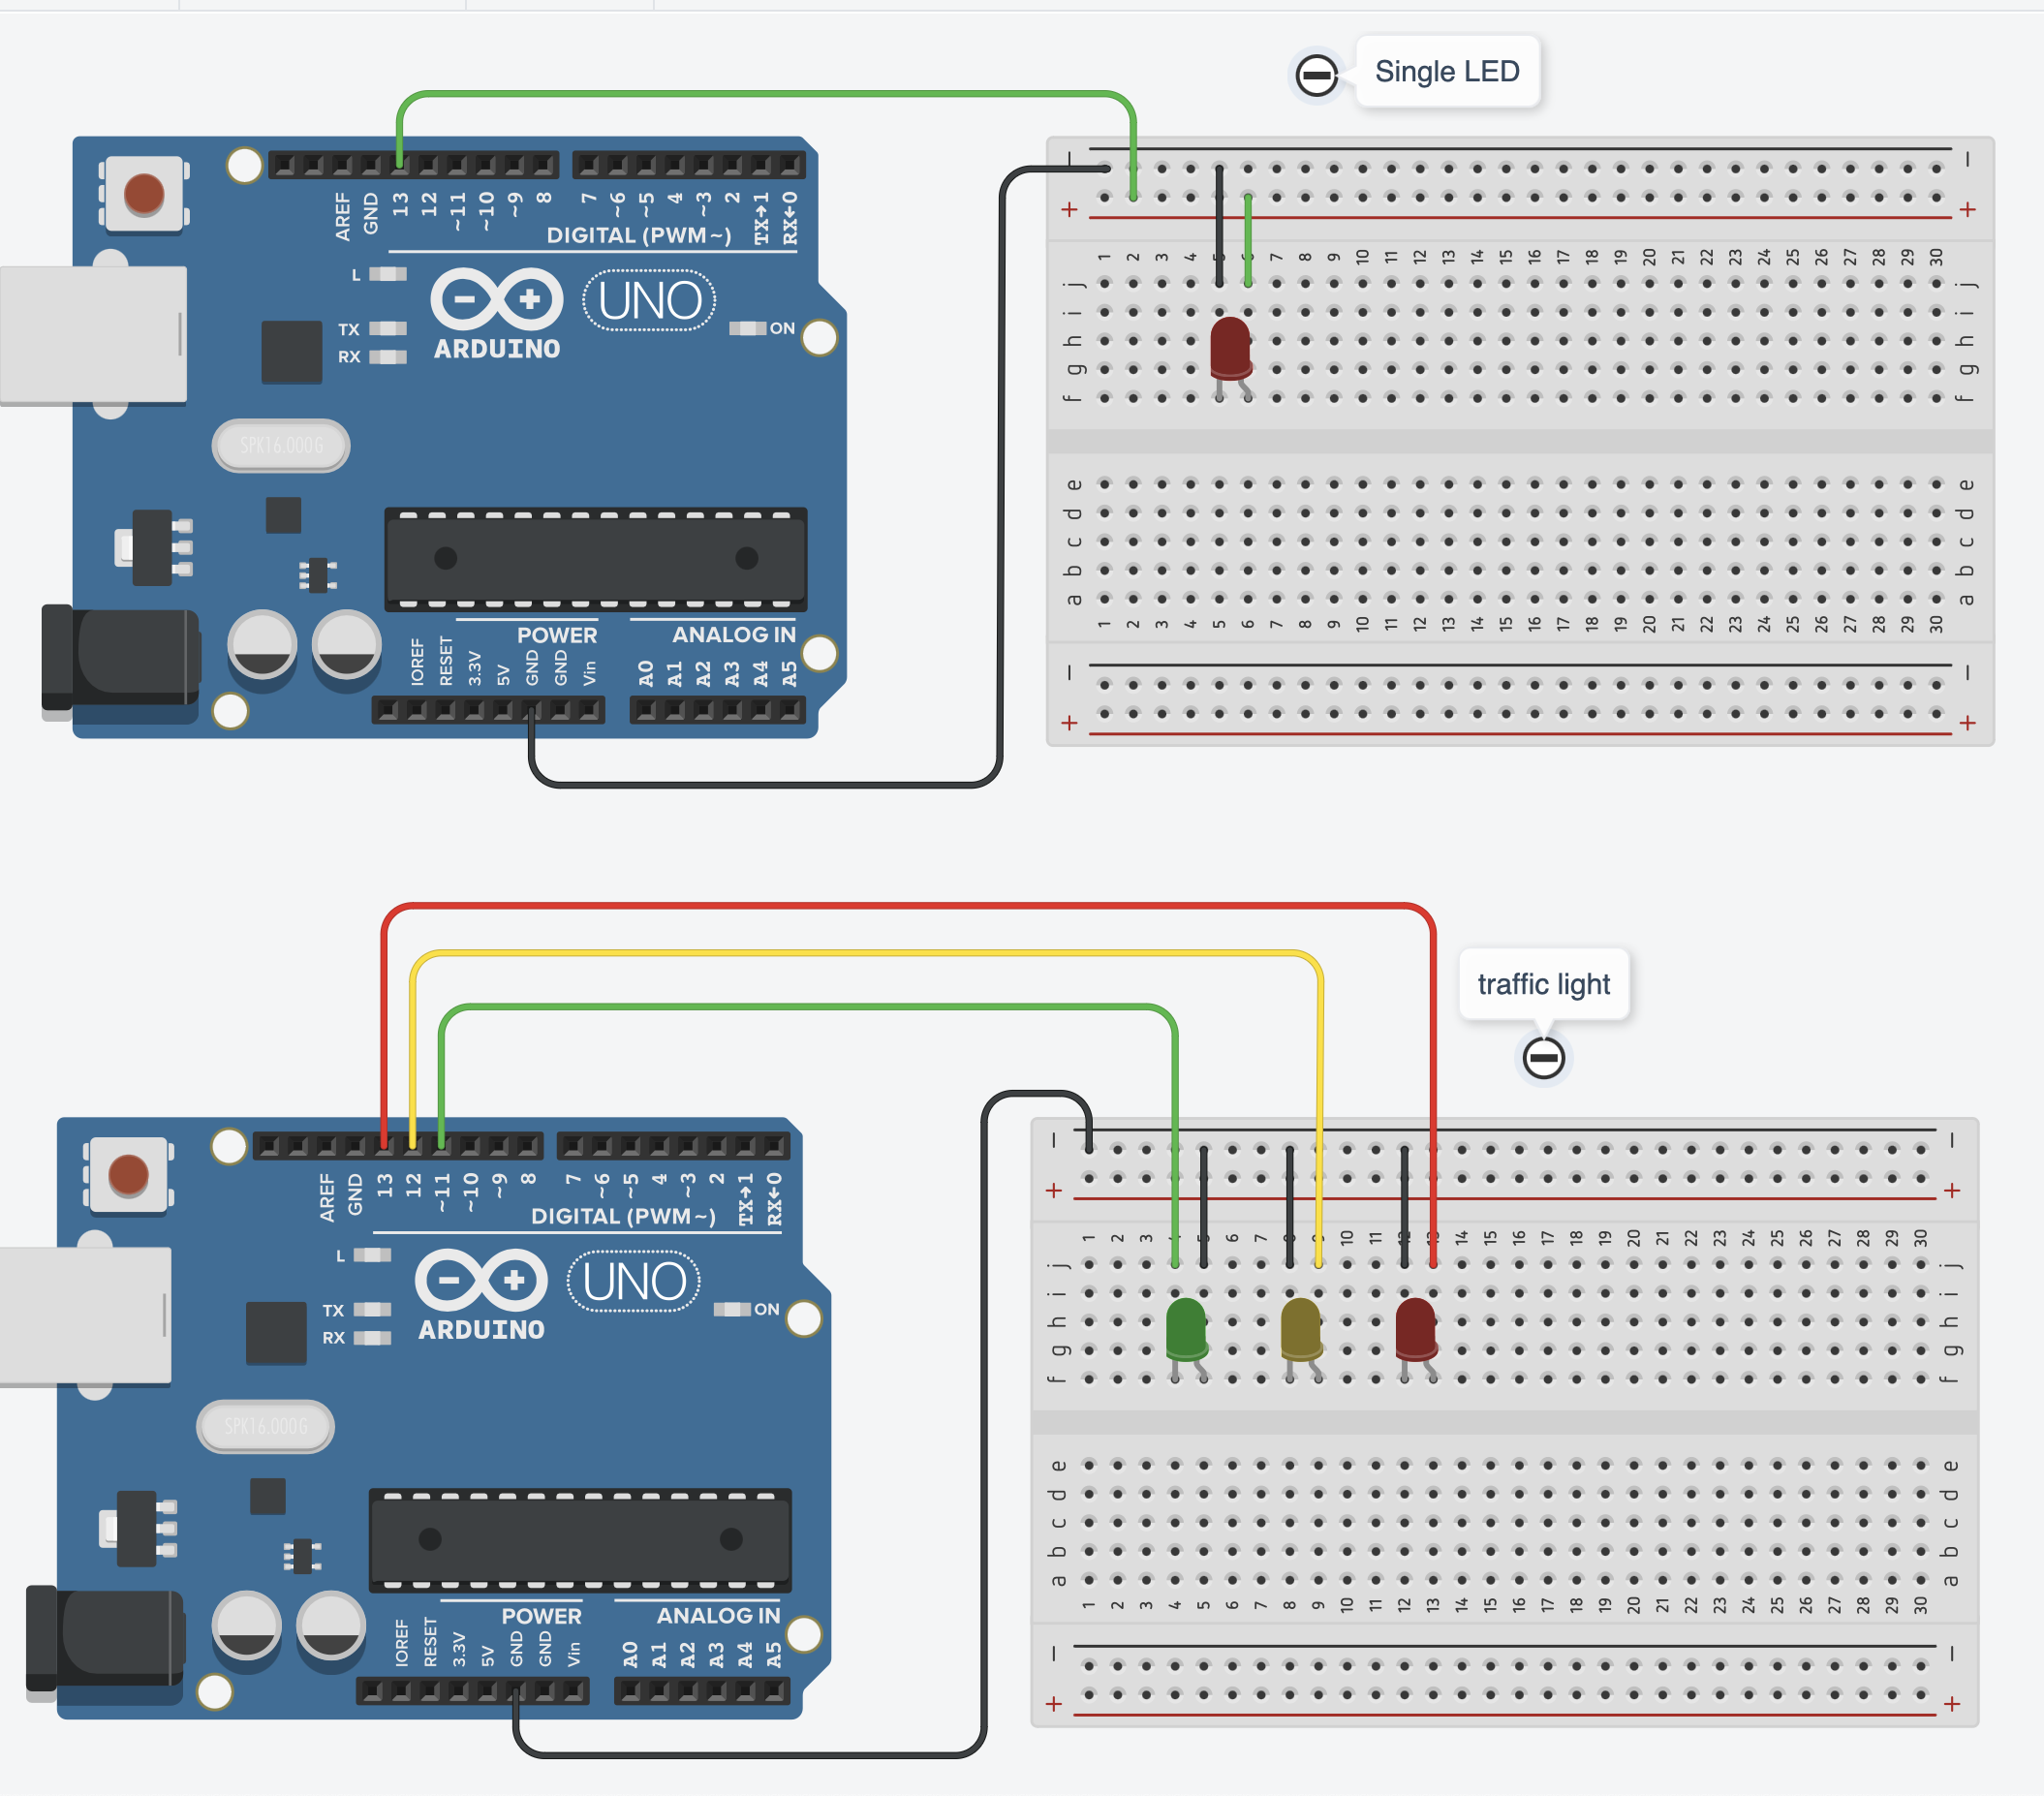 Single LED
AREF GND 13 12 ~11 ~10 ~9 8 7 ~6 ~5 4 ~3 2 TX→1 RX←0
DIGITAL (PWM ~)
L
TX
RX
UNO
ON
ARDUINO
SPK16.000G
POWER
ANALOG IN
IOREF RESET 3.3V 5V GND GND Vin A0 A1 A2 A3 A4 A5
− −
+ +
1 2 3 4 5 6 7 8 9 10 11 12 13 14 15 16 17 18 19 20 21 22 23 24 25 26 27 28 29 30
j j
i i
h h
g g
f f
e e
d d
c c
b b
a a
1 2 3 4 5 6 7 8 9 10 11 12 13 14 15 16 17 18 19 20 21 22 23 24 25 26 27 28 29 30
− −
+ +
traffic light
AREF GND 13 12 ~11 ~10 ~9 8 7 ~6 ~5 4 ~3 2 TX→1 RX←0
DIGITAL (PWM ~)
L
TX
RX
UNO
ON
ARDUINO
SPK16.000G
POWER
ANALOG IN
IOREF RESET 3.3V 5V GND GND Vin A0 A1 A2 A3 A4 A5
− −
+ +
1 2 3 4 5 6 7 8 9 10 11 12 13 14 15 16 17 18 19 20 21 22 23 24 25 26 27 28 29 30
j j
i i
h h
g g
f f
e e
d d
c c
b b
a a
1 2 3 4 5 6 7 8 9 10 11 12 13 14 15 16 17 18 19 20 21 22 23 24 25 26 27 28 29 30
− −
+ +